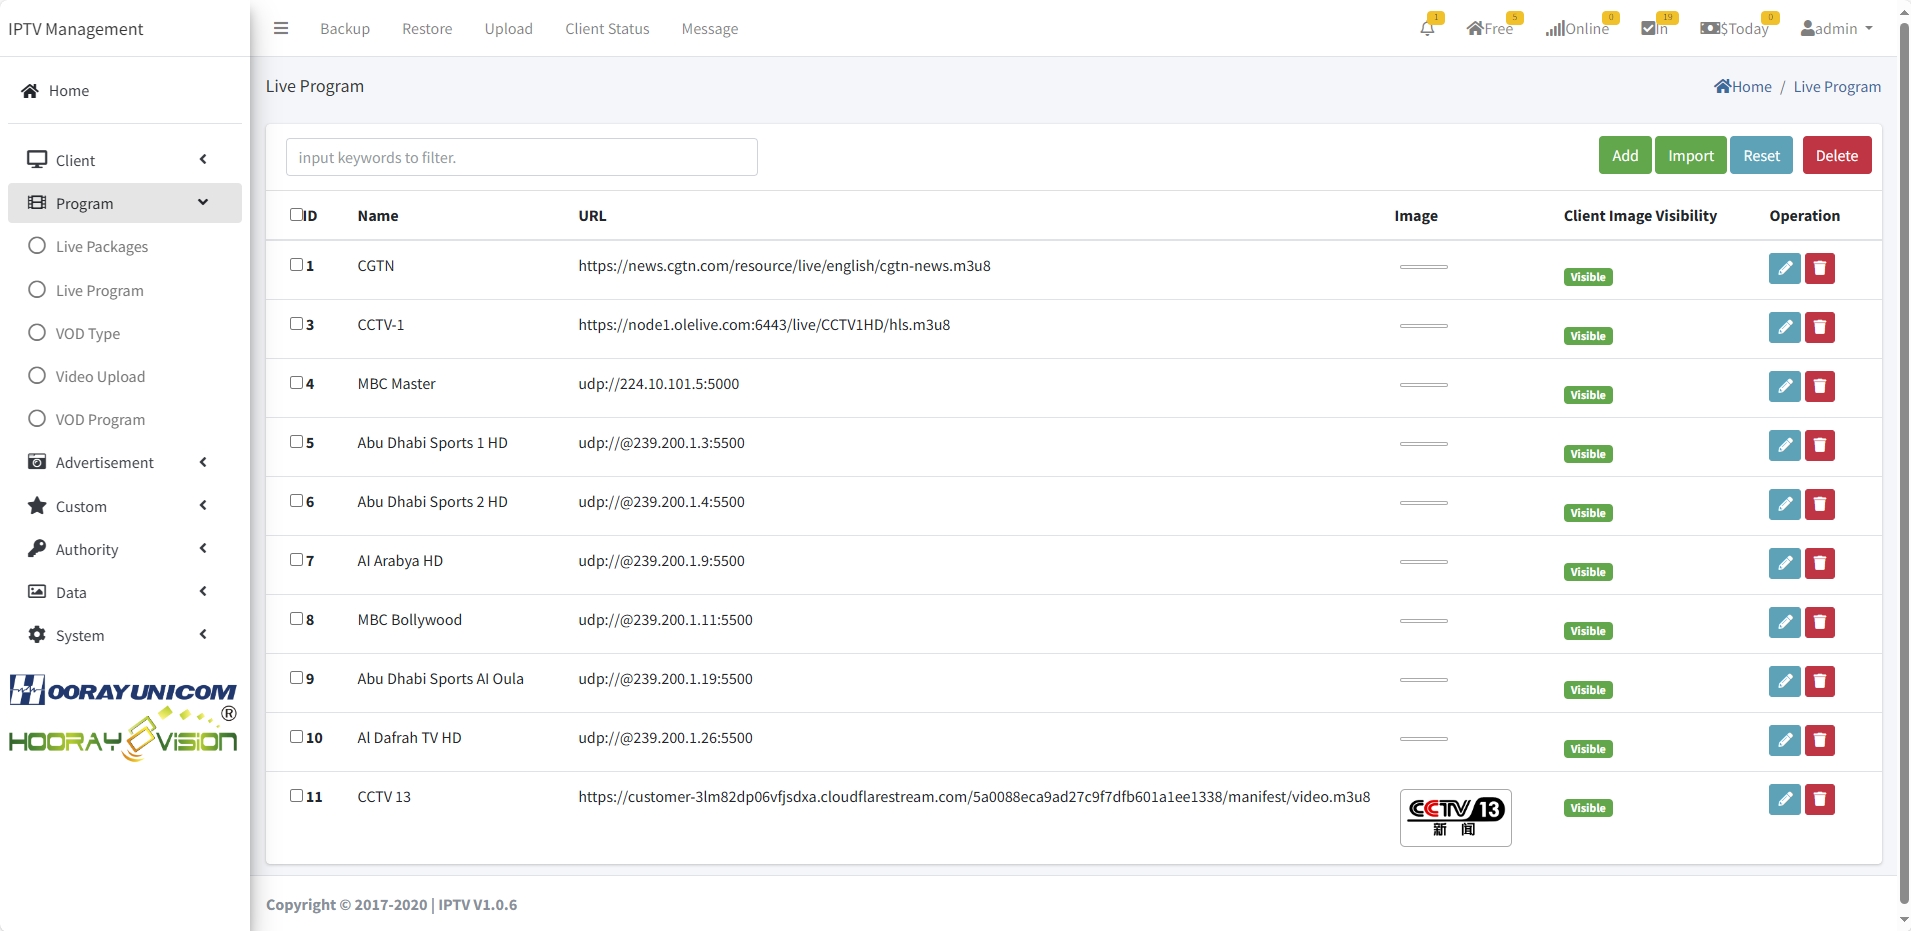 IPTV Management
Backup Restore Upload Client Status Message
1 Free 5 Online 0 In 19 $Today 0 admin
Home
Client
Program
Live Packages
Live Program
VOD Type
Video Upload
VOD Program
Advertisement
Custom
Authority
Data
System
HOORAY UNICOM
HOORAY VISION ®
Live Program
Home / Live Program
input keywords to filter.
Add Import Reset Delete
ID Name URL Image Client Image Visibility Operation
1 CGTN https://news.cgtn.com/resource/live/english/cgtn-news.m3u8 Visible
3 CCTV-1 https://node1.olelive.com:6443/live/CCTV1HD/hls.m3u8 Visible
4 MBC Master udp://224.10.101.5:5000 Visible
5 Abu Dhabi Sports 1 HD udp://@239.200.1.3:5500 Visible
6 Abu Dhabi Sports 2 HD udp://@239.200.1.4:5500 Visible
7 Al Arabya HD udp://@239.200.1.9:5500 Visible
8 MBC Bollywood udp://@239.200.1.11:5500 Visible
9 Abu Dhabi Sports Al Oula udp://@239.200.1.19:5500 Visible
10 Al Dafrah TV HD udp://@239.200.1.26:5500 Visible
11 CCTV 13 https://customer-3lm82dp06vfjsdxa.cloudflarestream.com/5a0088eca9ad27c9f7dfb601a1ee1338/manifest/video.m3u8 Visible
CCTV 13
新闻
Copyright © 2017-2020 | IPTV V1.0.6